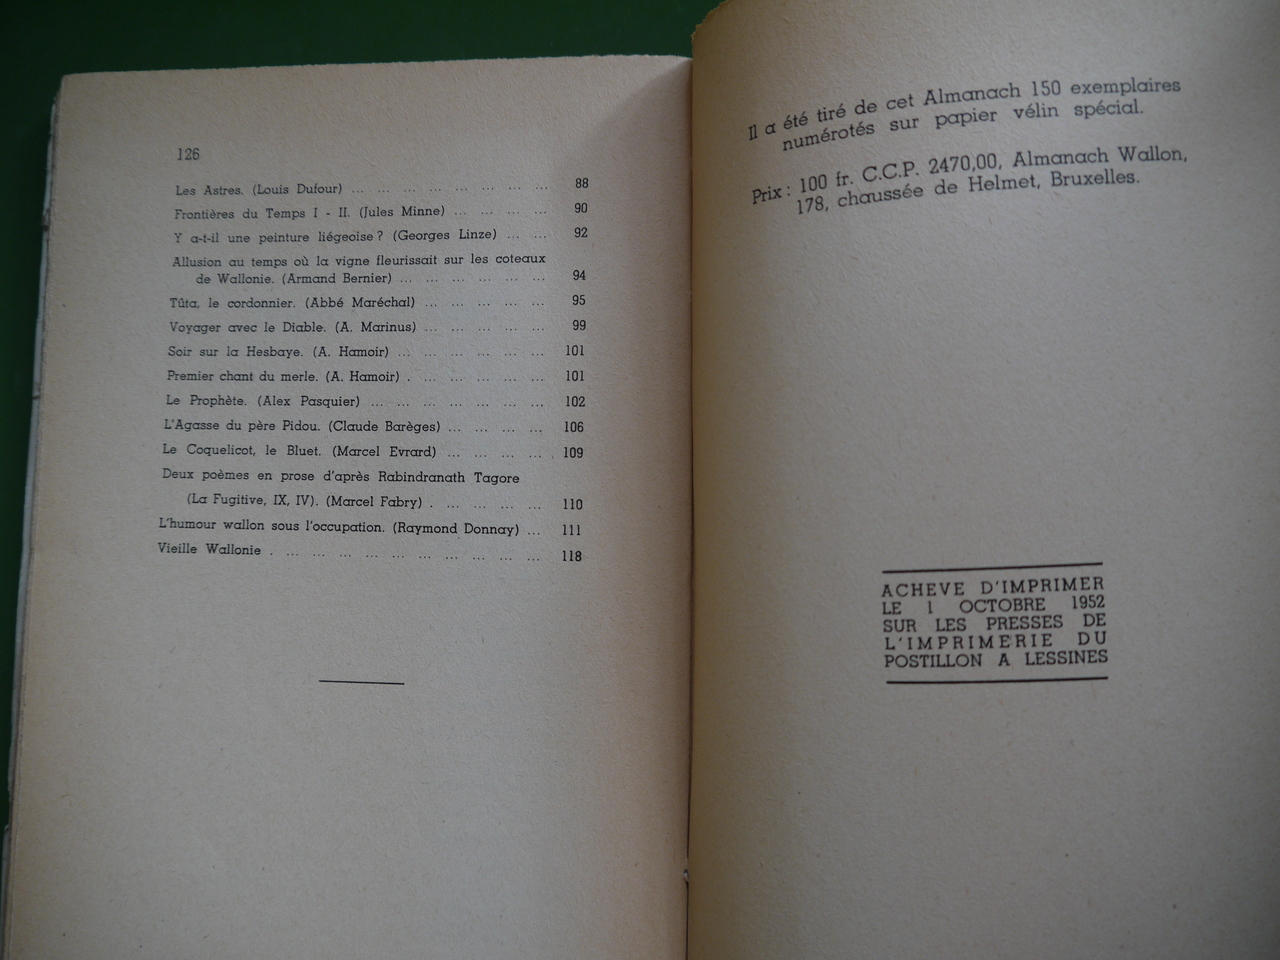 126
Les Astres. (Louis Dufour) ... ... ... ... ... ... ... ... 88
Frontières du Temps I - II. (Jules Minne) ... ... ... ... 90
Y a-t-il une peinture liégeoise ? (Georges Linze) ... ... 92
Allusion au temps où la vigne fleurissait sur les coteaux
de Wallonie. (Armand Bernier) ... ... ... ... ... ... 94
Tûta, le cordonnier. (Abbé Maréchal) ... ... ... ... ... 95
Voyager avec le Diable. (A. Marinus) ... ... ... ... ... 99
Soir sur la Hesbaye. (A. Hamoir) ... ... ... ... ... ... 101
Premier chant du merle. (A. Hamoir) . ... ... ... ... ... 101
Le Prophète. (Alex Pasquier) ... ... ... ... ... ... ... 102
L'Agasse du père Pidou. (Claude Barèges) ... ... ... ... 106
Le Coquelicot, le Bluet. (Marcel Evrard) ... ... ... ... 109
Deux poèmes en prose d'après Rabindranath Tagore
(La Fugitive, IX, IV). (Marcel Fabry) . ... ... ... ... 110
L'humour wallon sous l'occupation. (Raymond Donnay) ... 111
Vieille Wallonie . ... ... ... ... ... ... ... ... ... ... 118
Il a été tiré de cet Almanach 150 exemplaires
numérotés sur papier vélin spécial.
Prix : 100 fr. C.C.P. 2470,00, Almanach Wallon,
178, chaussée de Helmet, Bruxelles.
ACHEVE D'IMPRIMER
LE 1 OCTOBRE 1952
SUR LES PRESSES DE
L'IMPRIMERIE DU
POSTILLON A LESSINES